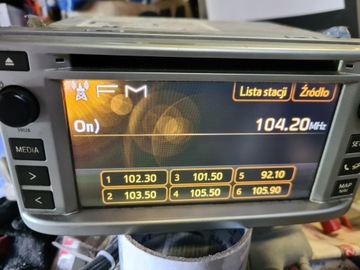 FM
Lista stacji
Źródło
On)
104.20MHz
1 102.30
3 101.50
5 92.10
2 103.50
4 105.50
6 105.90
MEDIA
>
<
MAP